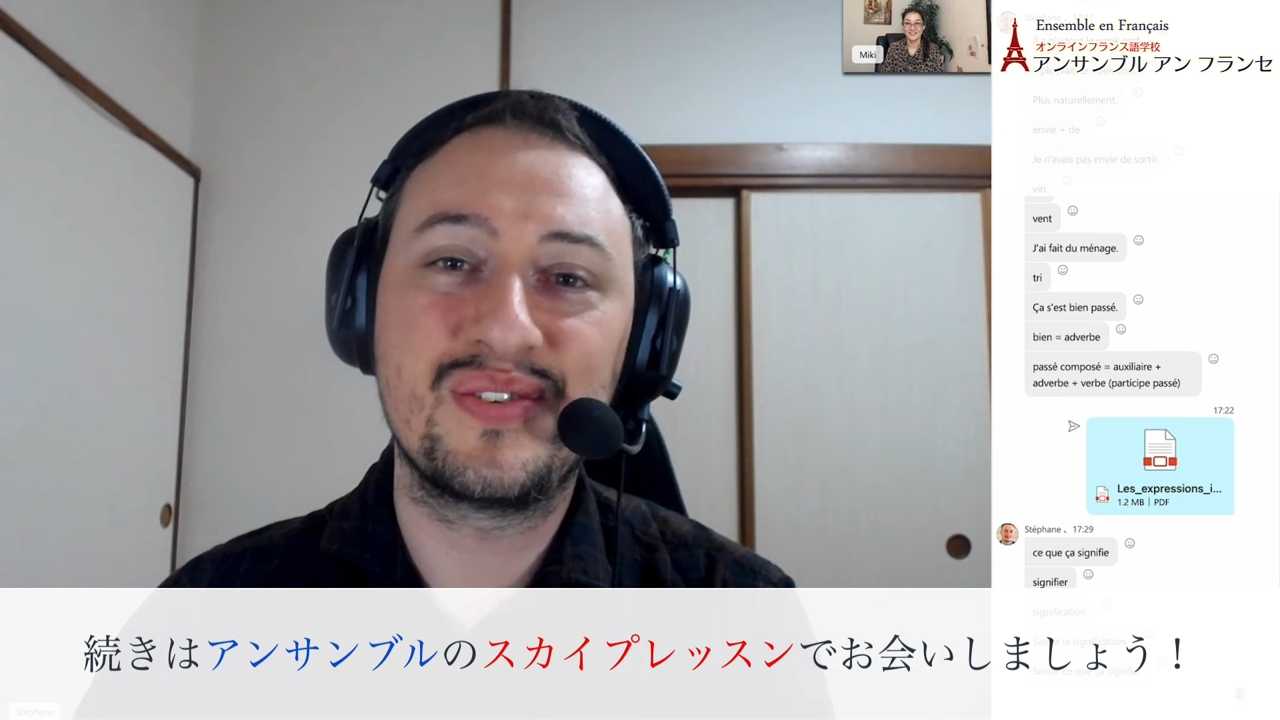 Miki
Ensemble en Français
オンラインフランス語学校
アンサンブル アン フランセ
Plus naturellement.
envie + de
Je n'avais pas envie de sortir.
vin
vent
J'ai fait du ménage.
tri
Ça s'est bien passé.
bien = adverbe
passé composé = auxiliaire +
adverbe + verbe (participe passé)
17:22
Les_expressions_i...
1.2 MB | PDF
Stéphane 、 17:29
ce que ça signifie
signifier
signification
続きはアンサンブルのスカイプレッスンでお会いしましょう！
Stéphane